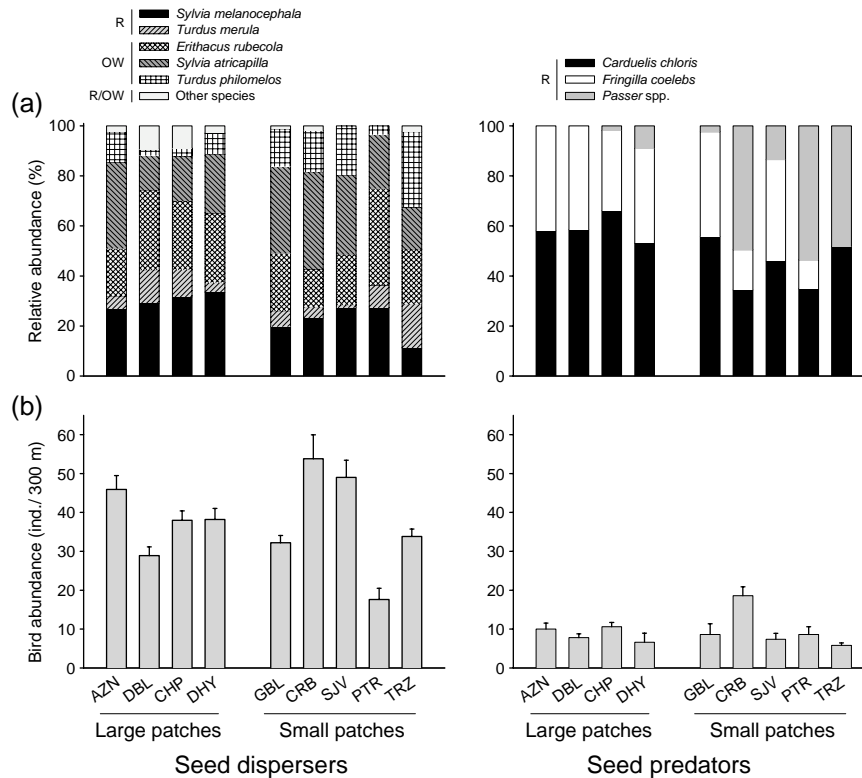 R
Sylvia melanocephala
Turdus merula
OW
Erithacus rubecola
Sylvia atricapilla
Turdus philomelos
R/OW
Other species
R
Carduelis chloris
Fringilla coelebs
Passer spp.
(a)
Relative abundance (%)
100
80
60
40
20
0
100
80
60
40
20
0
(b)
Bird abundance (ind./ 300 m)
60
50
40
30
20
10
0
60
50
40
30
20
10
0
AZN DBL CHP DHY GBL CRB SJV PTR TRZ
AZN DBL CHP DHY GBL CRB SJV PTR TRZ
Large patches Small patches
Large patches Small patches
Seed dispersers
Seed predators